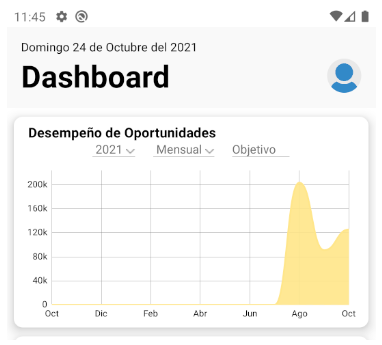 11:45
Domingo 24 de Octubre del 2021
Dashboard
Desempeño de Oportunidades
2021 Mensual Objetivo
200k
160k
120k
80k
40k
0
Oct Dic Feb Abr Jun Ago Oct